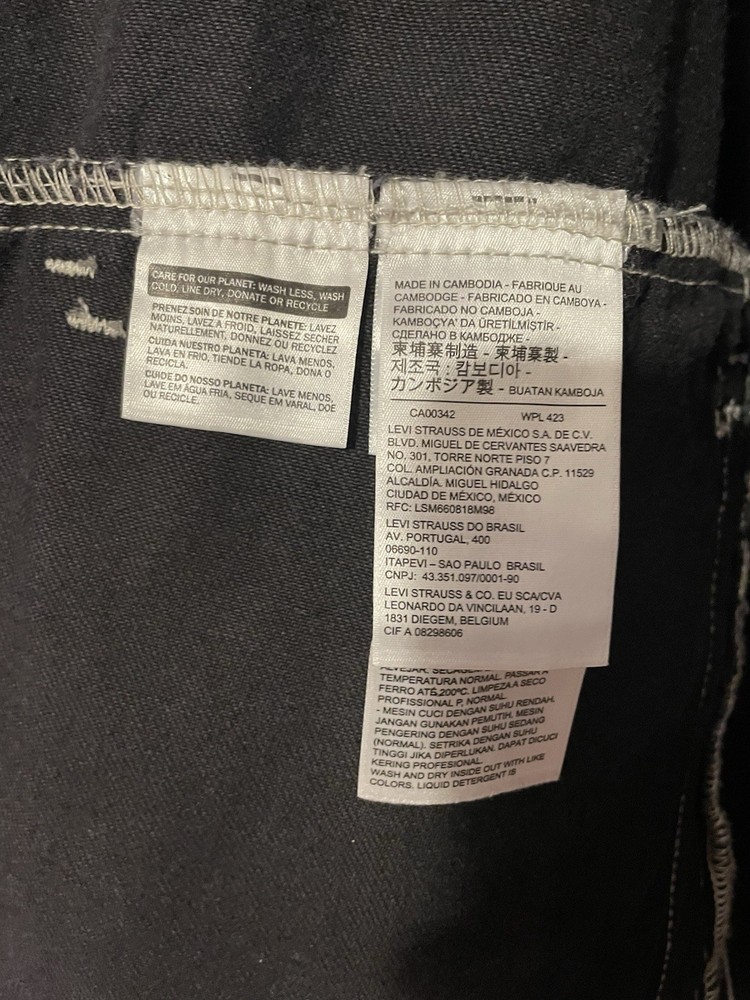 CARE FOR OUR PLANET: WASH LESS, WASH
COLD, LINE DRY, DONATE OR RECYCLE
PRENEZ SOIN DE NOTRE PLANETE: LAVEZ
MOINS, LAVEZ A FROID, LAISSEZ SECHER
NATURELLEMENT, DONNEZ OU RECYCLEZ
CUIDA NUESTRO PLANETA: LAVA MENOS,
LAVA EN FRIO, TIENDE LA ROPA, DONA O
RECICLA.
CUIDE DO NOSSO PLANETA: LAVE MENOS,
LAVE EM ÁGUA FRIA, SEQUE EM VARAL, DOE
OU RECICLE.
MADE IN CAMBODIA - FABRIQUE AU
CAMBODGE - FABRICADO EN CAMBOYA -
FABRICADO NO CAMBOJA -
KAMBOÇYA' DA ÜRETİLMİŞTİR -
СДЕЛАНО В КАМБОДЖЕ -
柬埔寨制造 - 柬埔寨製 -
제조국 : 캄보디아 -
カンボジア製 - BUATAN KAMBOJA
CA00342 WPL 423
LEVI STRAUSS DE MÉXICO S.A. DE C.V.
BLVD. MIGUEL DE CERVANTES SAAVEDRA
NO. 301, TORRE NORTE PISO 7
COL. AMPLIACIÓN GRANADA C.P. 11529
ALCALDÍA. MIGUEL HIDALGO
CIUDAD DE MÉXICO, MÉXICO
RFC: LSM660818M98
LEVI STRAUSS DO BRASIL
AV. PORTUGAL, 400
06690-110
ITAPEVI – SAO PAULO BRASIL
CNPJ: 43.351.097/0001-90
LEVI STRAUSS & CO. EU SCA/CVA
LEONARDO DA VINCILAAN, 19 - D
1831 DIEGEM, BELGIUM
CIF A 08298606
ALVEJAR. PASSAR A
TEMPERATURA NORMAL. PASSAR A
FERRO ATÉ 200ºC. LIMPEZA A SECO
PROFISSIONAL P, NORMAL.
- MESIN CUCI DENGAN SUHU RENDAH.
JANGAN GUNAKAN PEMUTIH. MESIN
PENGERING DENGAN SUHU SEDANG
(NORMAL). SETRIKA DENGAN SUHU
TINGGI JIKA DIPERLUKAN. DAPAT DICUCI
KERING PROFESIONAL.
WASH AND DRY INSIDE OUT WITH LIKE
COLORS. LIQUID DETERGENT IS